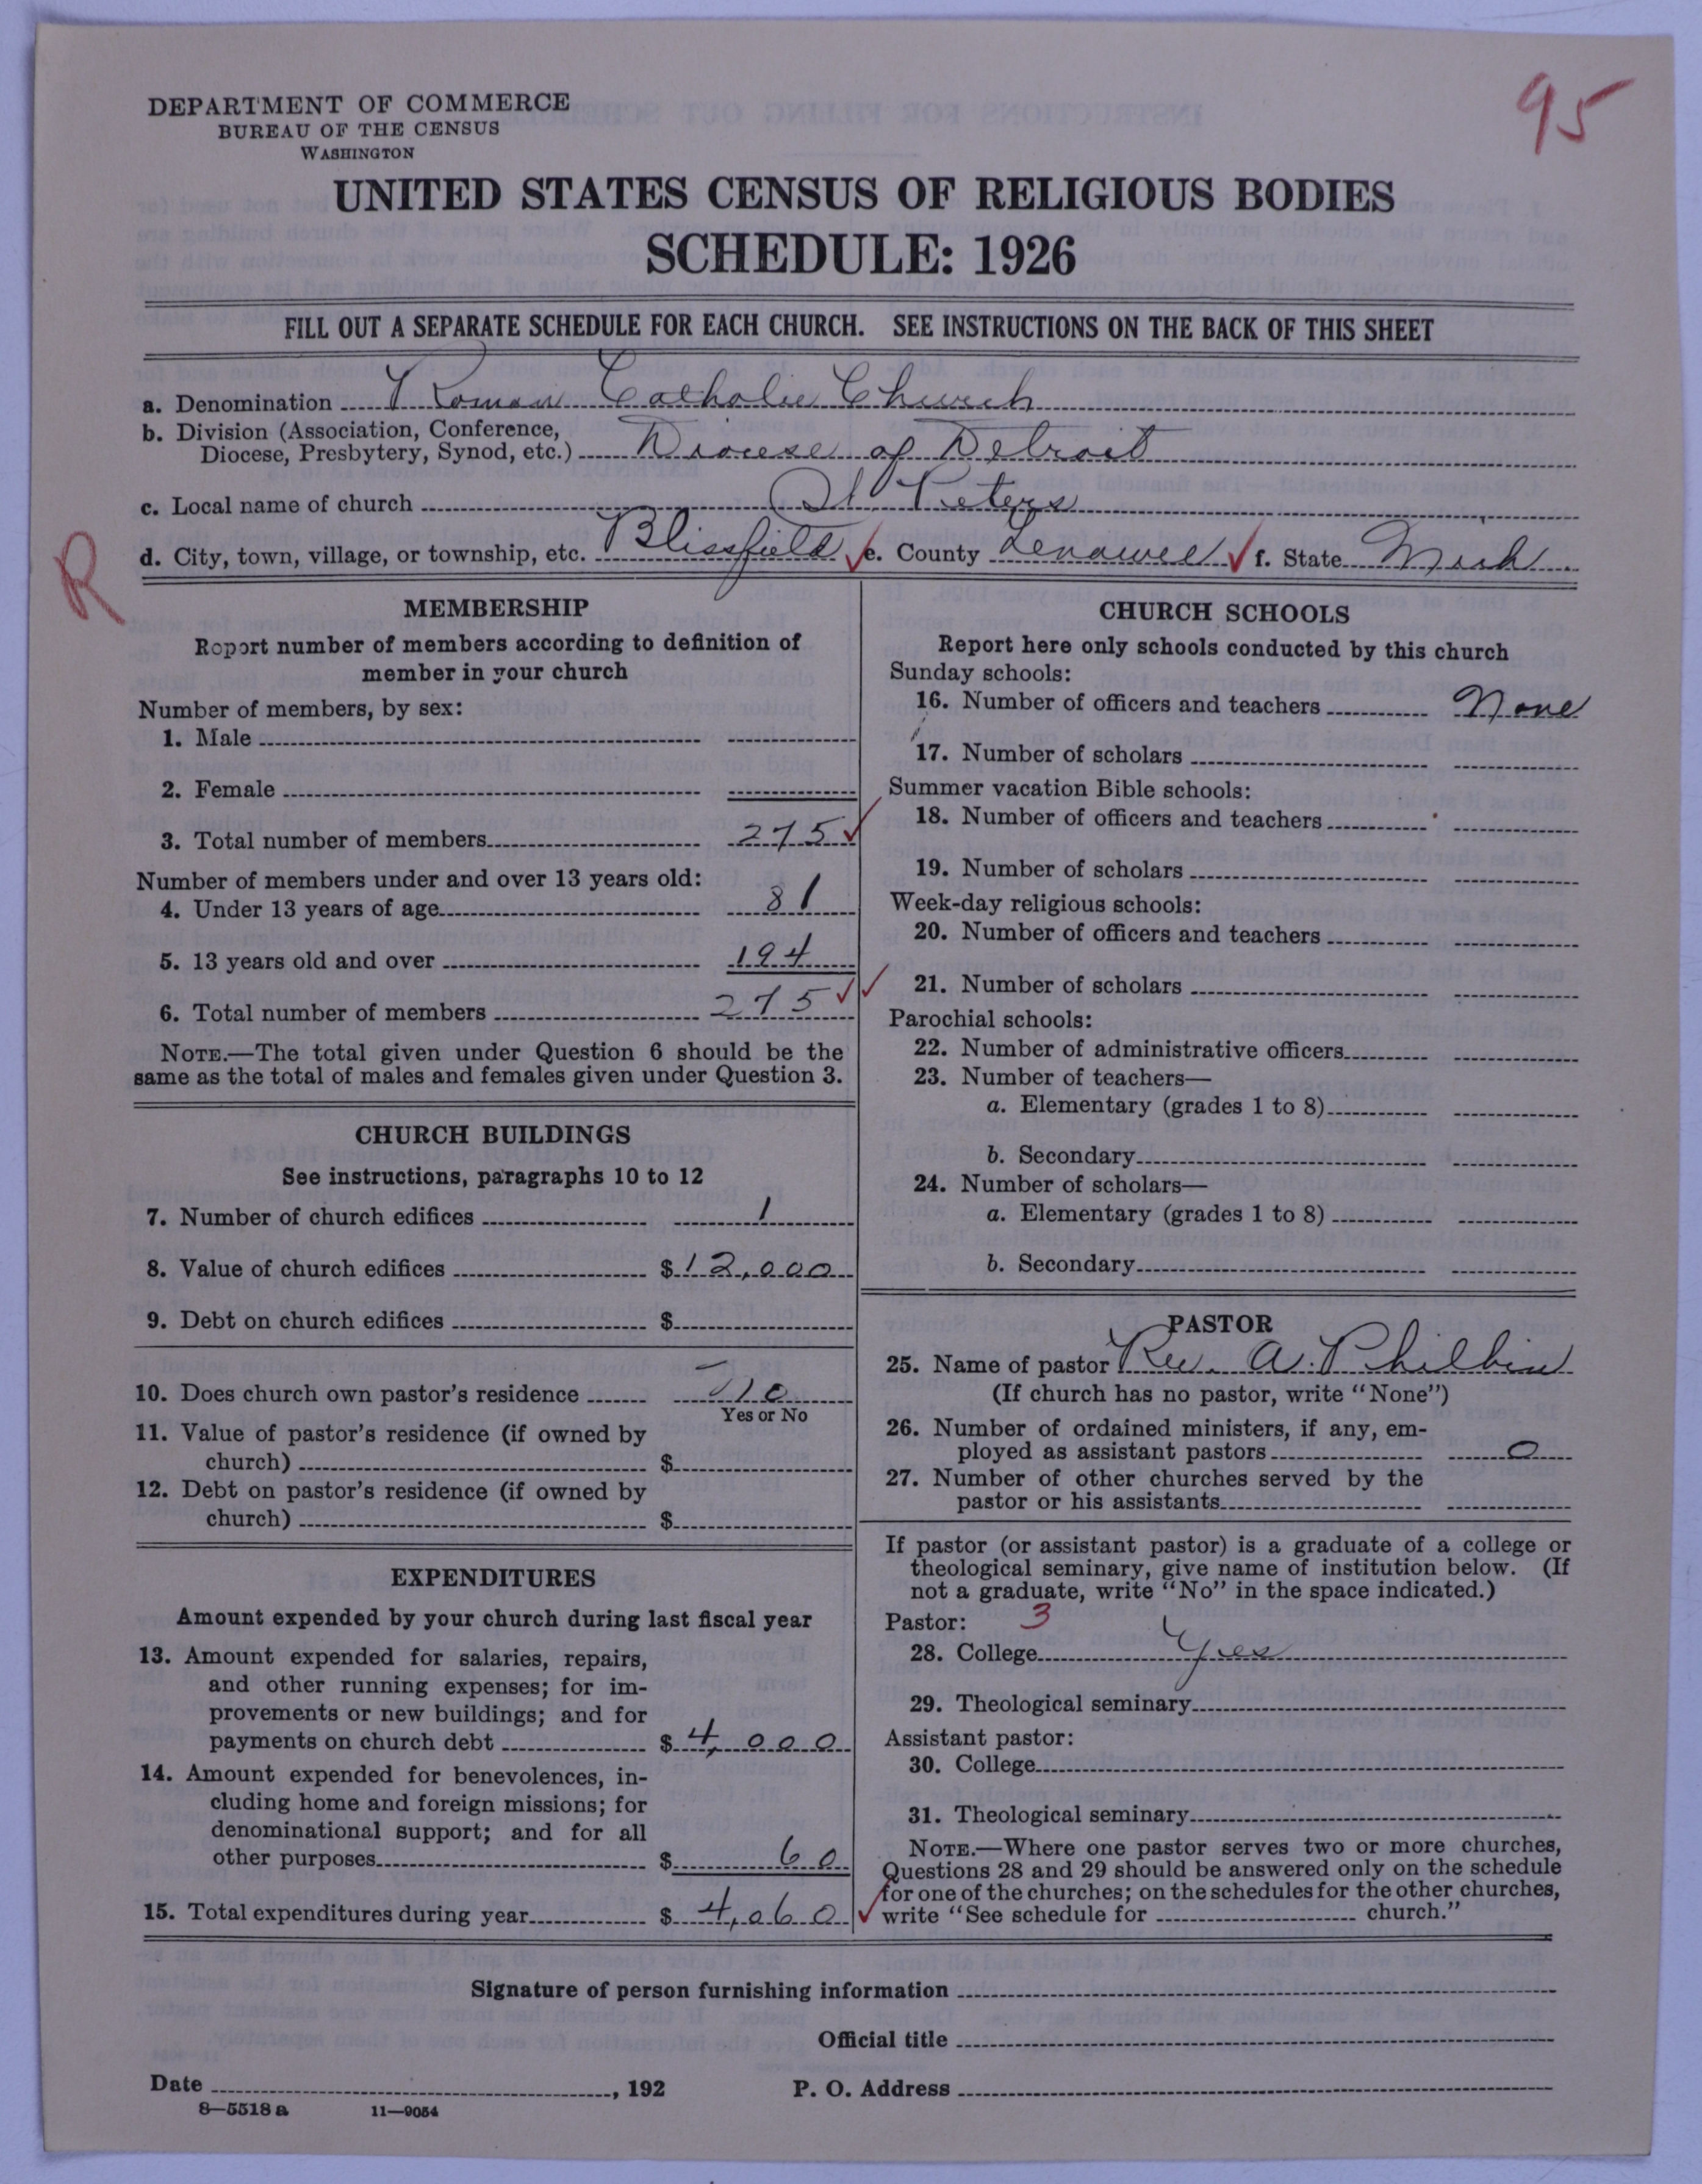 95
DEPARTMENT OF COMMERCE
BUREAU OF THE CENSUS
WASHINGTON
UNITED STATES CENSUS OF RELIGIOUS BODIES
SCHEDULE: 1926
FILL OUT A SEPARATE SCHEDULE FOR EACH CHURCH. SEE INSTRUCTIONS ON THE BACK OF THIS SHEET
a. Denomination Roman Catholic Church
b. Division (Association, Conference,
Diocese, Presbytery, Synod, etc.) Diocese of Detroit
c. Local name of church St. Peters
R
d. City, town, village, or township, etc. Blissfield ✓ e. County Lenawee ✓ f. State Mich
MEMBERSHIP
Report number of members according to definition of
member in your church
Number of members, by sex:
1. Male
2. Female
3. Total number of members 275 ✓
Number of members under and over 13 years old:
4. Under 13 years of age 81
5. 13 years old and over 194
6. Total number of members 275 ✓ ✓
NOTE.—The total given under Question 6 should be the
same as the total of males and females given under Question 3.
CHURCH BUILDINGS
See instructions, paragraphs 10 to 12
7. Number of church edifices 1
8. Value of church edifices $ 12,000
9. Debt on church edifices $
10. Does church own pastor's residence no
Yes or No
11. Value of pastor's residence (if owned by
church) $
12. Debt on pastor's residence (if owned by
church) $
EXPENDITURES
Amount expended by your church during last fiscal year
13. Amount expended for salaries, repairs,
and other running expenses; for im-
provements or new buildings; and for
payments on church debt $ 4,000
14. Amount expended for benevolences, in-
cluding home and foreign missions; for
denominational support; and for all
other purposes $ 60
15. Total expenditures during year $ 4,060 ✓
CHURCH SCHOOLS
Report here only schools conducted by this church
Sunday schools:
16. Number of officers and teachers None
17. Number of scholars
Summer vacation Bible schools:
18. Number of officers and teachers
19. Number of scholars
Week-day religious schools:
20. Number of officers and teachers
21. Number of scholars
Parochial schools:
22. Number of administrative officers
23. Number of teachers—
a. Elementary (grades 1 to 8)
b. Secondary
24. Number of scholars—
a. Elementary (grades 1 to 8)
b. Secondary
PASTOR
25. Name of pastor Rev. A. Philbin
(If church has no pastor, write "None")
26. Number of ordained ministers, if any, em-
ployed as assistant pastors 0
27. Number of other churches served by the
pastor or his assistants
If pastor (or assistant pastor) is a graduate of a college or
theological seminary, give name of institution below. (If
not a graduate, write "No" in the space indicated.)
Pastor: 3
28. College Yes
29. Theological seminary
Assistant pastor:
30. College
31. Theological seminary
NOTE.—Where one pastor serves two or more churches,
Questions 28 and 29 should be answered only on the schedule
for one of the churches; on the schedules for the other churches,
write "See schedule for church."
Signature of person furnishing information
Official title
Date , 192 P. O. Address
8—5518 a 11—9054